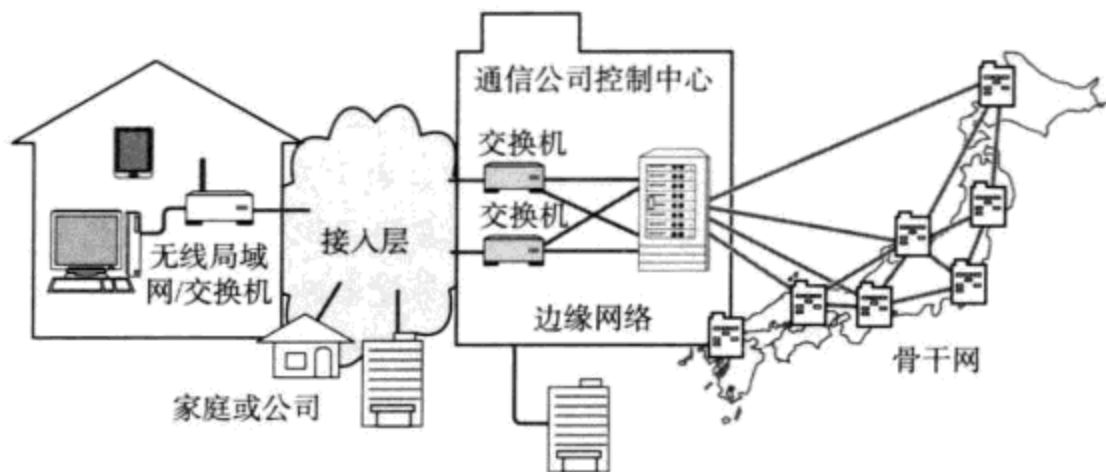 通信公司控制中心
交换机
交换机
无线局域
网/交换机
接入层
边缘网络
家庭或公司
骨干网